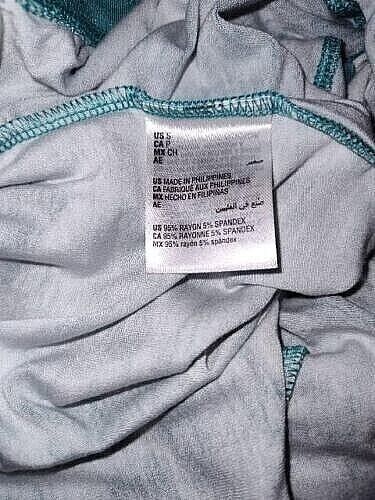 US S
CA P
MX CH
AE صغير
US MADE IN PHILIPPINES
CA FABRIQUÉ AUX PHILIPPINES
MX HECHO EN FILIPINAS
AE صنع في الفلبين
US 95% RAYON 5% SPANDEX
CA 95% RAYONNE 5% SPANDEX
MX 95% rayón 5% spandex